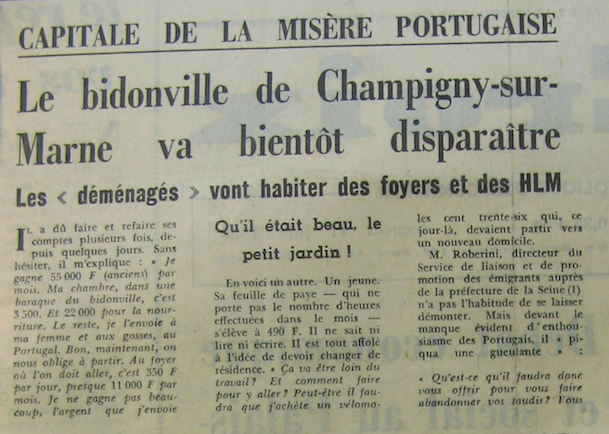 CAPITALE DE LA MISÈRE PORTUGAISE
Le bidonville de Champigny-sur-
Marne va bientôt disparaître
Les « déménagés » vont habiter des foyers et des HLM
IL a dû faire et refaire ses
comptes plusieurs fois, de-
puis quelques jours. Sans
hésiter, il m'explique : « Je
gagne 55 000 F (anciens) par
mois. Ma chambre, dans une
baraque du bidonville, c'est
3 500. Et 22 000 pour la nour-
riture. Le reste, je l'envoie à
ma femme et aux gosses, au
Portugal. Bon, maintenant, on
nous oblige à partir. Au foyer
où l'on doit aller, c'est 350 F
par jour, presque 11 000 F par
mois. Je ne gagne pas beau-
coup, l'argent que j'envoie
Qu'il était beau, le
petit jardin !
En voici un autre. Un jeune.
Sa feuille de paye — qui ne
porte pas le nombre d'heures
effectuées dans le mois —
s'élève à 490 F. Il ne sait ni
lire ni écrire. Il est tout affolé
à l'idée de devoir changer de
résidence. « Ça va être loin du
travail? Et comment faire
pour y aller ? Peut-être il fau-
dra que j'achète un vélomo-
les cent trente-six qui, ce
jour-là, devaient partir vers
un nouveau domicile.
M. Roberini, directeur du
Service de liaison et de pro-
motion des émigrants auprès
de la préfecture de la Seine (1)
n'a pas l'habitude de se laisser
démonter. Mais devant le
manque évident d'enthou-
siasme des Portugais, il « pi-
qua une gueulante » :
« Qu'est-ce qu'il faudra donc
vous offrir pour vous faire
abandonner vos taudis? Vous